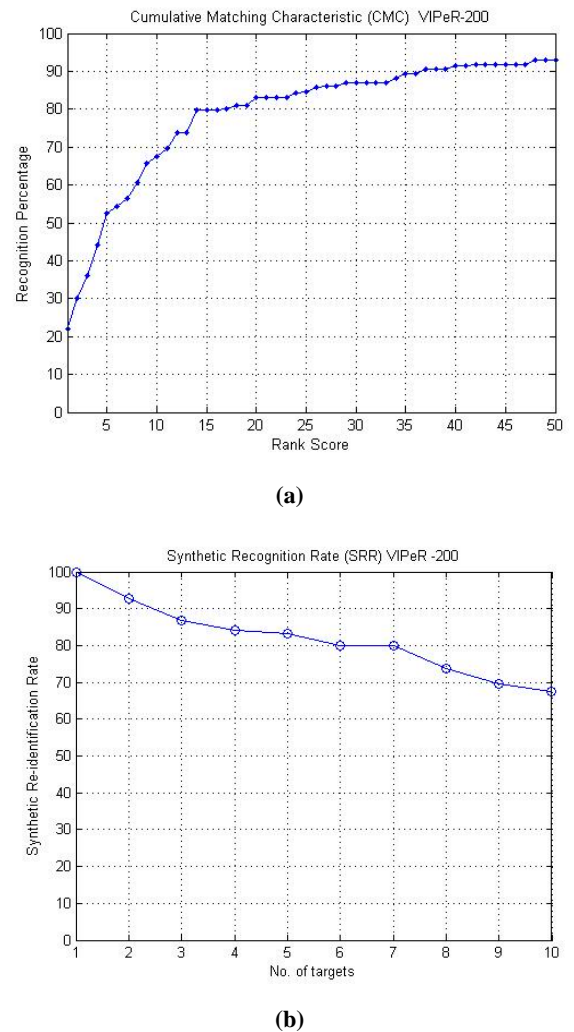 Cumulative Matching Characteristic (CMC) VIPeR-200
Recognition Percentage
100
90
80
70
60
50
40
30
20
10
0
5 10 15 20 25 30 35 40 45 50
Rank Score
(a)
Synthetic Recognition Rate (SRR) VIPeR -200
Synthetic Re-identification Rate
100
90
80
70
60
50
40
30
20
10
0
1 2 3 4 5 6 7 8 9 10
No. of targets
(b)